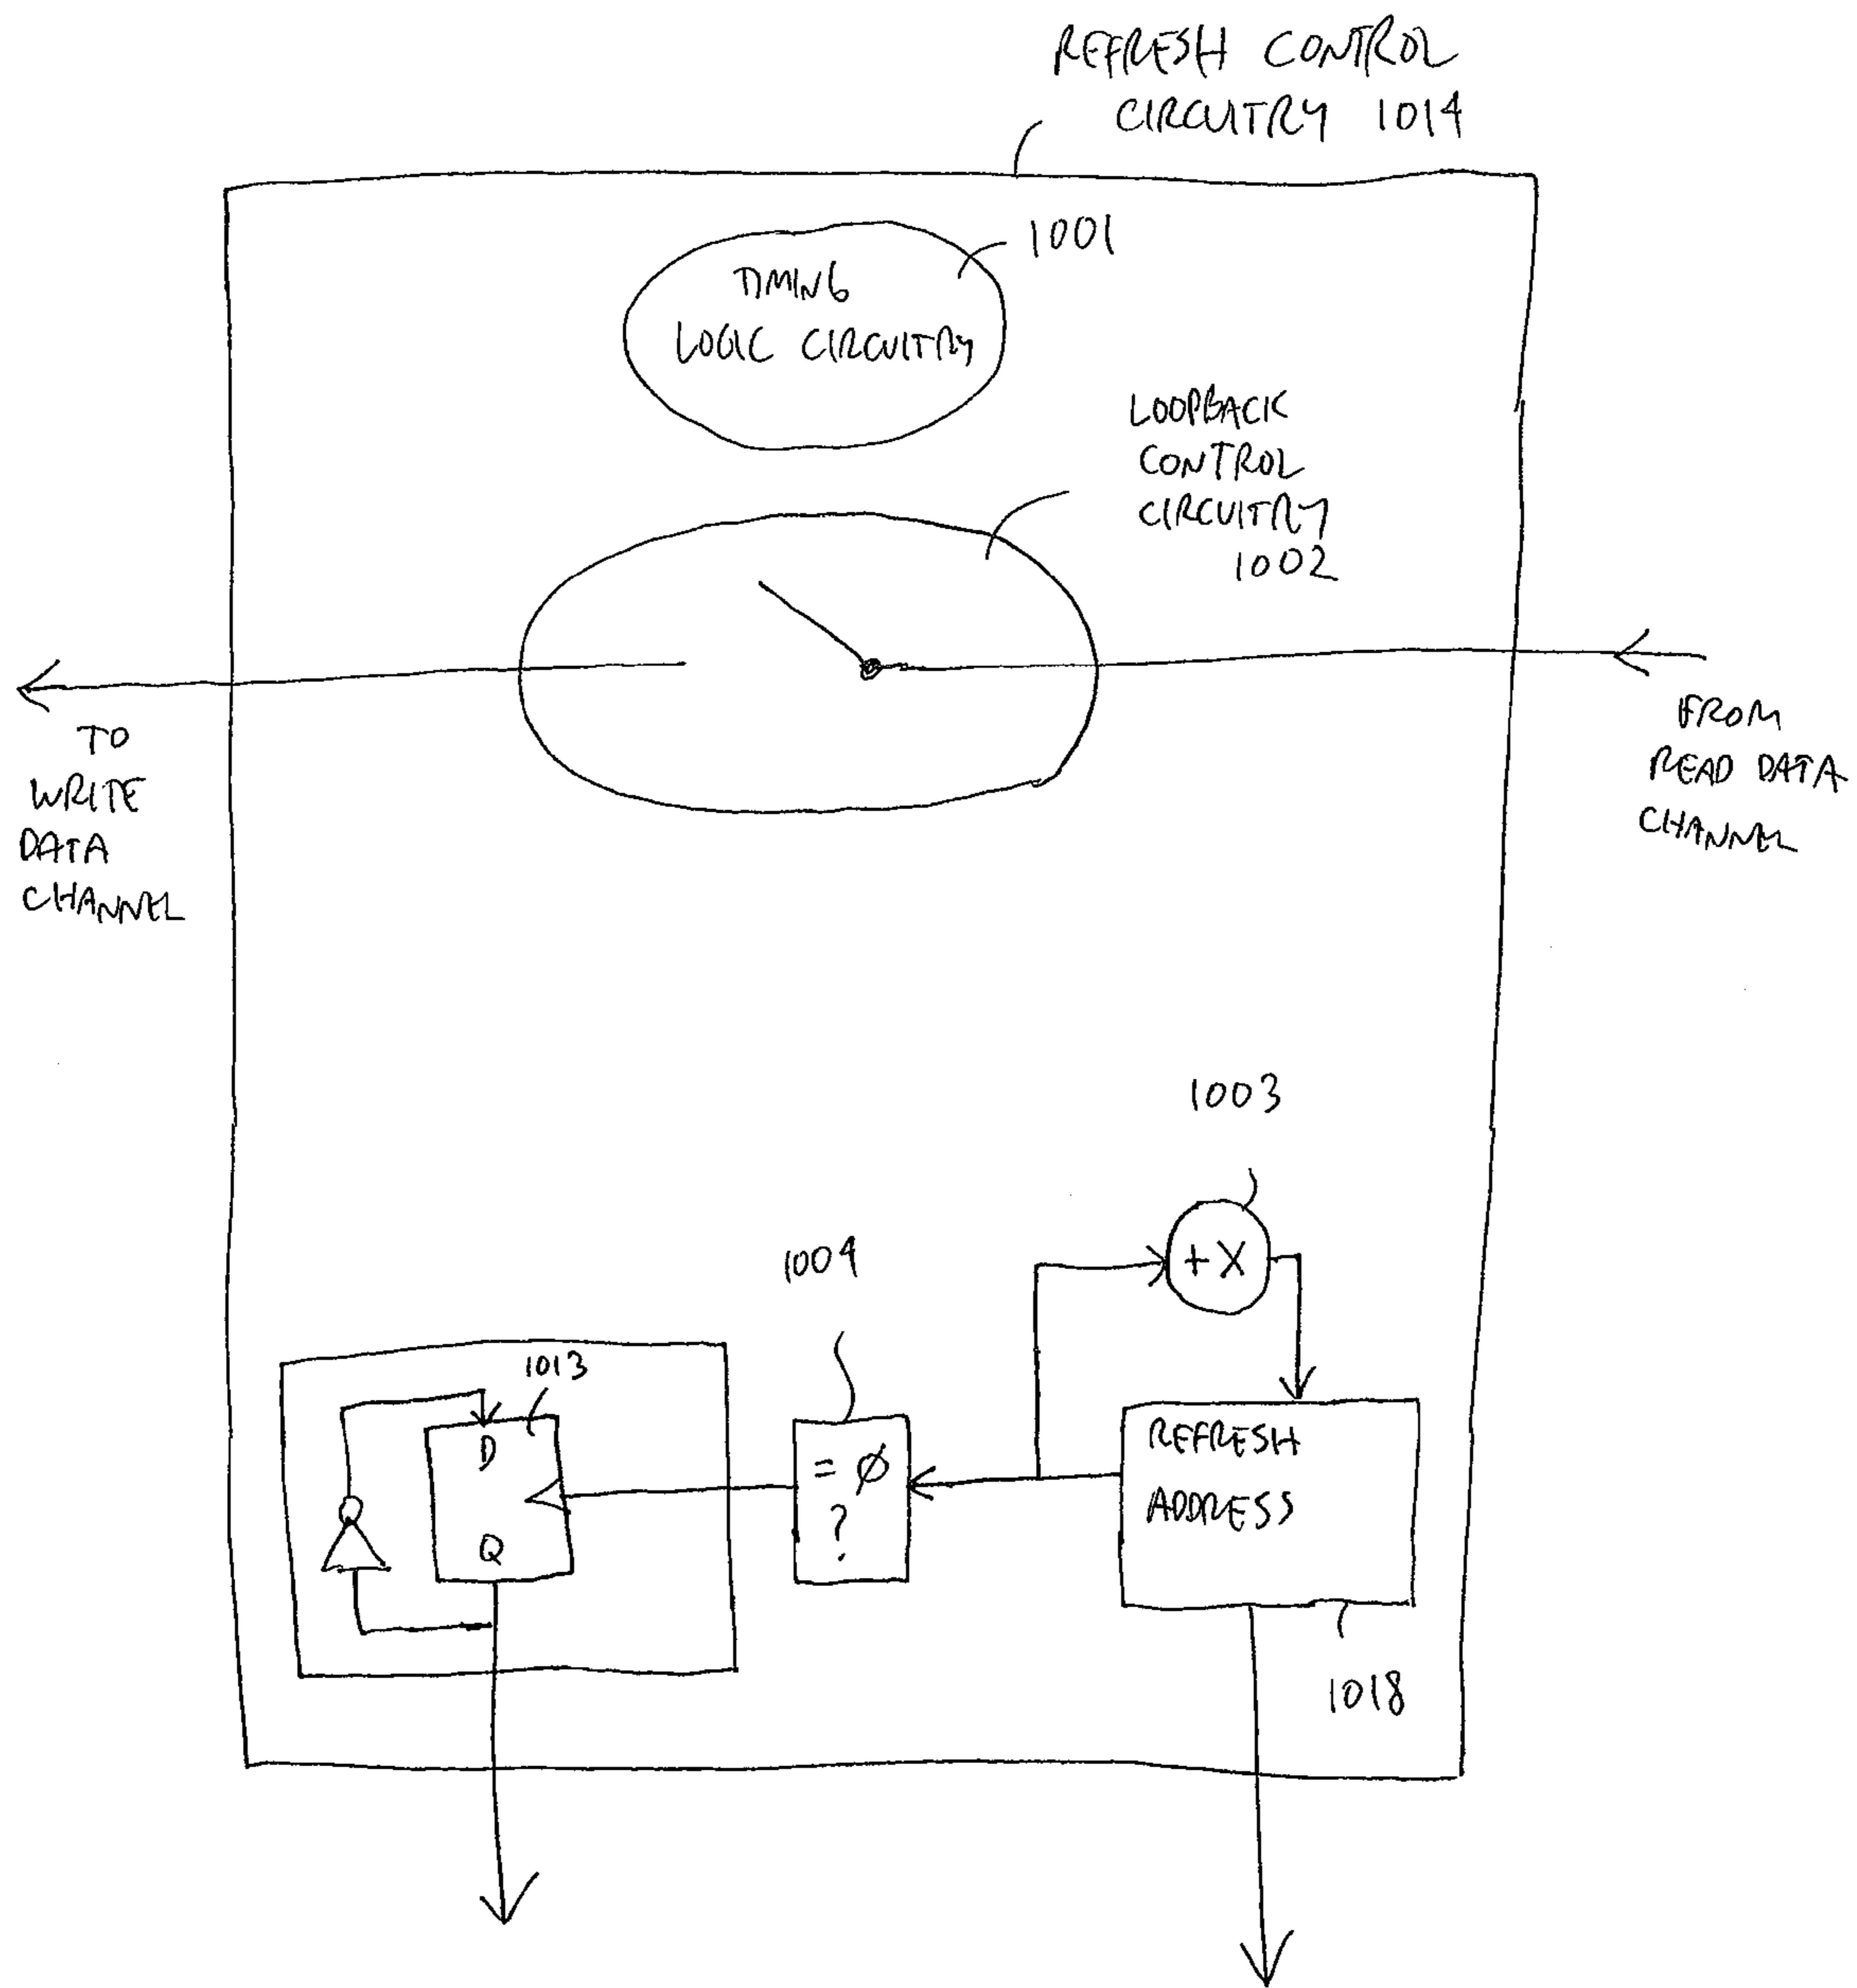 REFRESH CONTROL
CIRCUITRY 1014
1001
TIMING
LOGIC CIRCUITRY
LOOPBACK
CONTROL
CIRCUITRY
1002
TO
WRITE
DATA
CHANNEL
FROM
READ DATA
CHANNEL
1003
+X
1004
= Ø
?
1013
D
Q
REFRESH
ADDRESS
1018